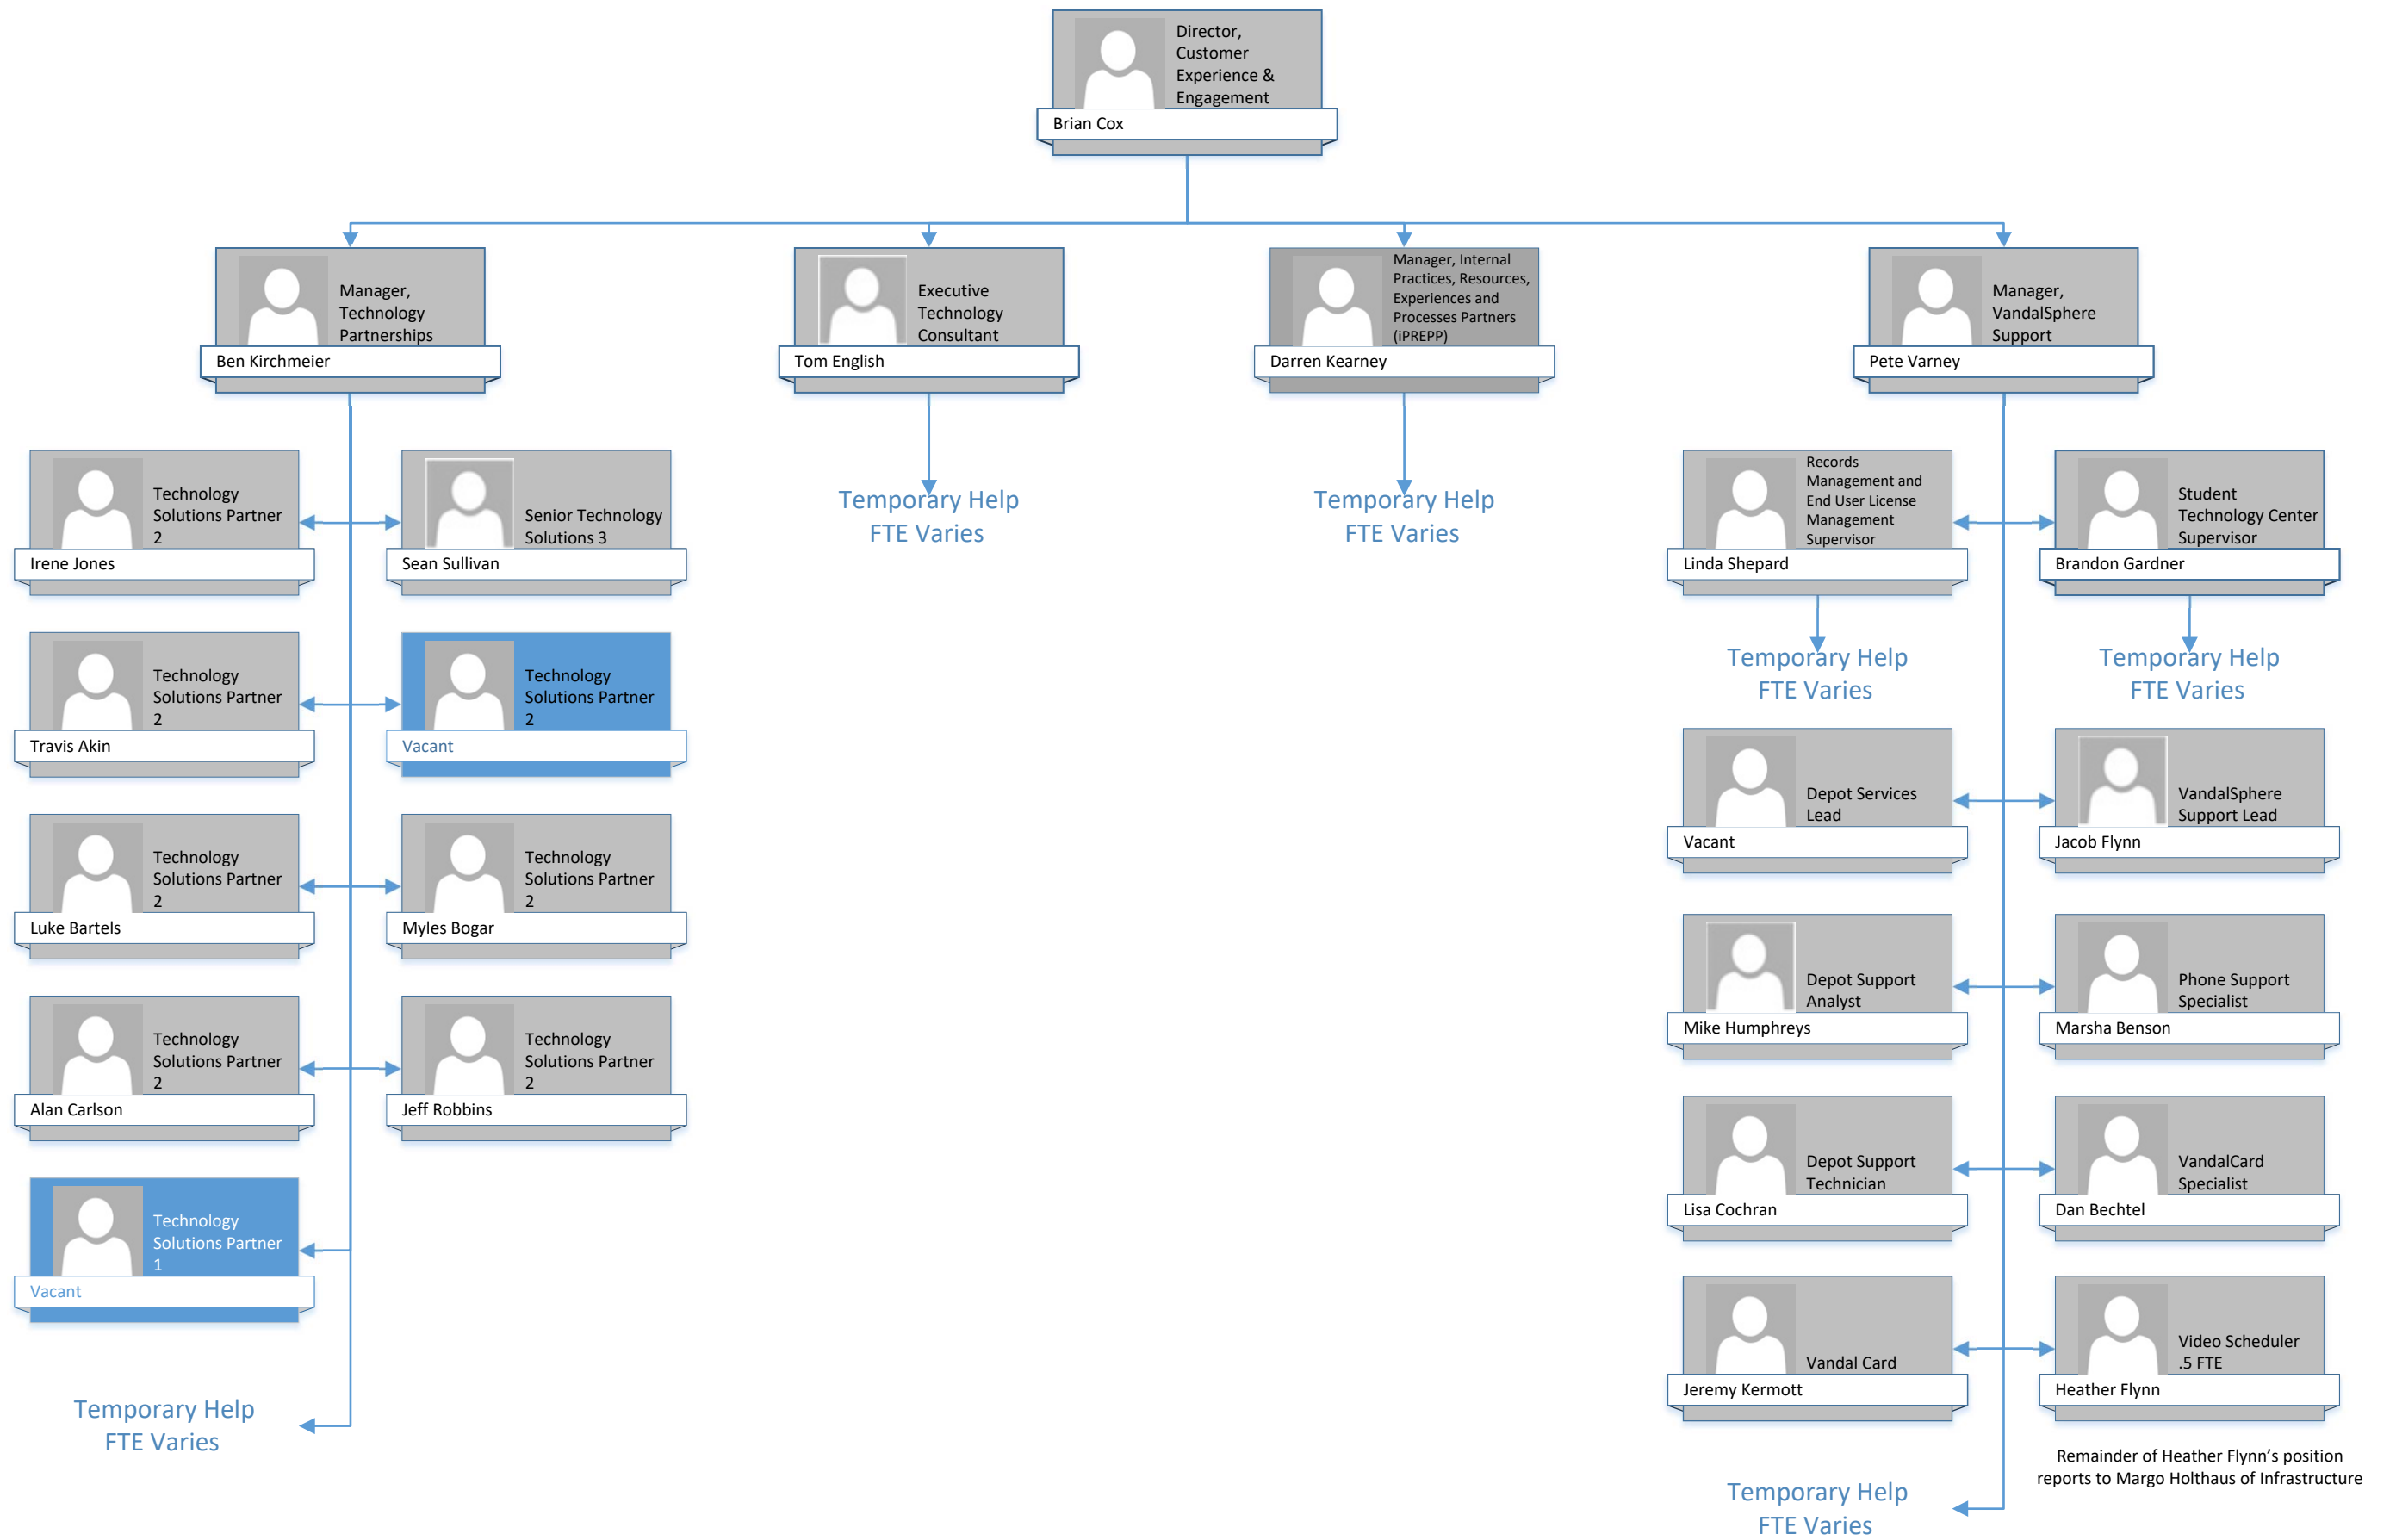 Director,
Customer
Experience &
Engagement
Brian Cox
Manager,
Technology
Partnerships
Ben Kirchmeier
Executive
Technology
Consultant
Tom English
Manager, Internal
Practices, Resources,
Experiences and
Processes Partners
(iPREPP)
Darren Kearney
Manager,
VandalSphere
Support
Pete Varney
Technology
Solutions Partner
2
Irene Jones
Senior Technology
Solutions 3
Sean Sullivan
Temporary Help
FTE Varies
Temporary Help
FTE Varies
Records
Management and
End User License
Management
Supervisor
Linda Shepard
Student
Technology Center
Supervisor
Brandon Gardner
Temporary Help
FTE Varies
Temporary Help
FTE Varies
Technology
Solutions Partner
2
Travis Akin
Technology
Solutions Partner
2
Vacant
Depot Services
Lead
Vacant
VandalSphere
Support Lead
Jacob Flynn
Technology
Solutions Partner
2
Luke Bartels
Technology
Solutions Partner
2
Myles Bogar
Depot Support
Analyst
Mike Humphreys
Phone Support
Specialist
Marsha Benson
Technology
Solutions Partner
2
Alan Carlson
Technology
Solutions Partner
2
Jeff Robbins
Depot Support
Technician
Lisa Cochran
VandalCard
Specialist
Dan Bechtel
Technology
Solutions Partner
1
Vacant
Vandal Card
Jeremy Kermott
Video Scheduler
.5 FTE
Heather Flynn
Temporary Help
FTE Varies
Remainder of Heather Flynn’s position
reports to Margo Holthaus of Infrastructure
Temporary Help
FTE Varies